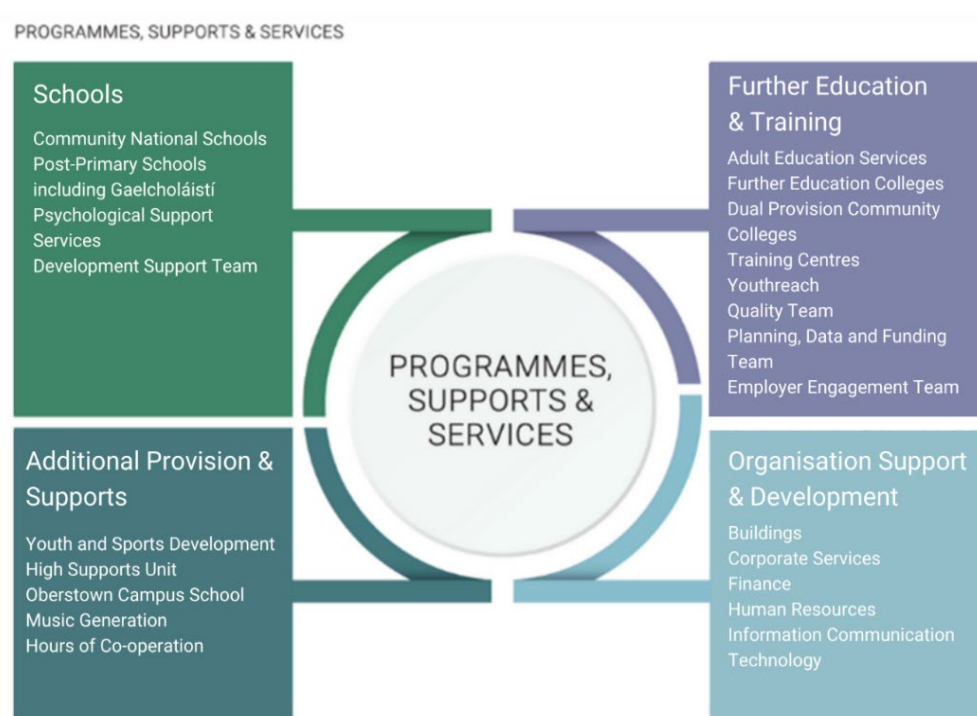 PROGRAMMES, SUPPORTS & SERVICES
Schools
Community National Schools
Post-Primary Schools
including Gaelcholáistí
Psychological Support
Services
Development Support Team
Further Education
& Training
Adult Education Services
Further Education Colleges
Dual Provision Community
Colleges
Training Centres
Youthreach
Quality Team
Planning, Data and Funding
Team
Employer Engagement Team
PROGRAMMES,
SUPPORTS &
SERVICES
Additional Provision &
Supports
Youth and Sports Development
High Supports Unit
Oberstown Campus School
Music Generation
Hours of Co-operation
Organisation Support
& Development
Buildings
Corporate Services
Finance
Human Resources
Information Communication
Technology